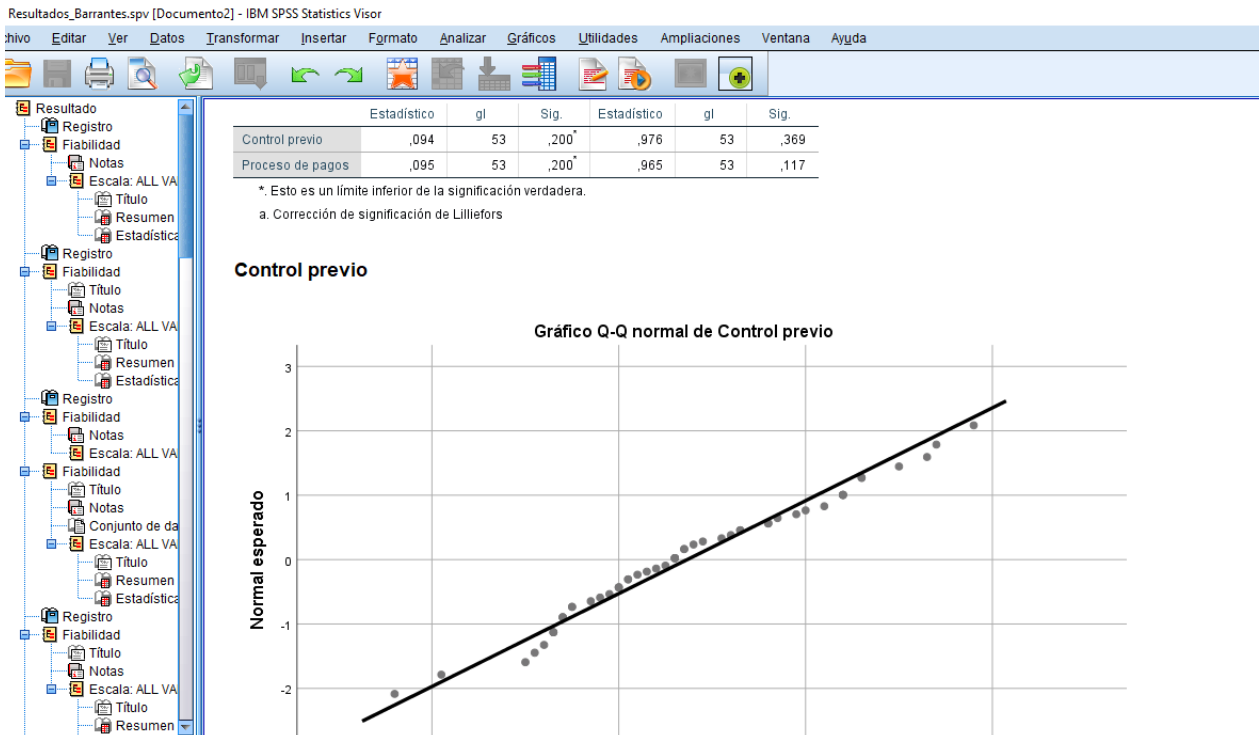 Resultados_Barrantes.spv [Documento2] - IBM SPSS Statistics Visor
chivo Editar Ver Datos Transformar Insertar Formato Analizar Gráficos Utilidades Ampliaciones Ventana Ayuda
Resultado
Registro
Fiabilidad
Notas
Escala: ALL VA
Título
Resumen
Estadística
Registro
Fiabilidad
Título
Notas
Escala: ALL VA
Título
Resumen
Estadística
Registro
Fiabilidad
Notas
Escala: ALL VA
Fiabilidad
Título
Notas
Conjunto de da
Escala: ALL VA
Título
Resumen
Estadística
Registro
Fiabilidad
Título
Notas
Escala: ALL VA
Título
Resumen
Estadístico gl Sig. Estadístico gl Sig.
Control previo ,094 53 ,200* ,976 53 ,369
Proceso de pagos ,095 53 ,200* ,965 53 ,117
*. Esto es un límite inferior de la significación verdadera.
a. Corrección de significación de Lilliefors
Control previo
Gráfico Q-Q normal de Control previo
Normal esperado
3
2
1
0
-1
-2